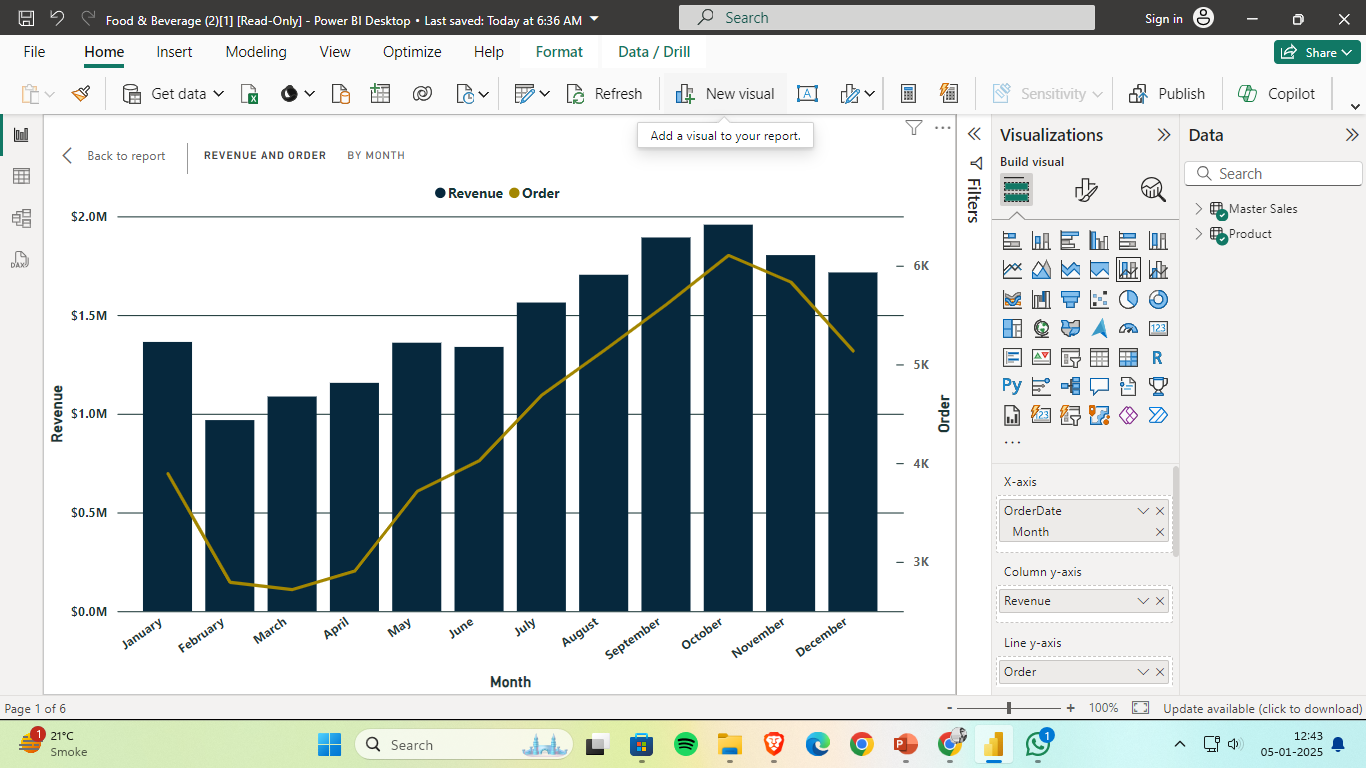 Food & Beverage (2)[1] [Read-Only] - Power BI Desktop • Last saved: Today at 6:36 AM
Search
Sign in
File
Home
Insert
Modeling
View
Optimize
Help
Format
Data / Drill
Share
Get data
Refresh
New visual
A
Sensitivity
Publish
Copilot
Add a visual to your report.
DAX
Back to report
REVENUE AND ORDER
BY MONTH
Revenue
Order
$2.0M
$1.5M
$1.0M
$0.5M
$0.0M
6K
5K
4K
3K
Revenue
Order
January
February
March
April
May
June
July
August
September
October
November
December
Month
Filters
Visualizations
Build visual
123
R
Py
123
X-axis
OrderDate
Month
Column y-axis
Revenue
Line y-axis
Order
Data
Search
Master Sales
Product
Page 1 of 6
- + 100%
Update available (click to download)
1
21°C
Smoke
Search
1
12:43
05-01-2025